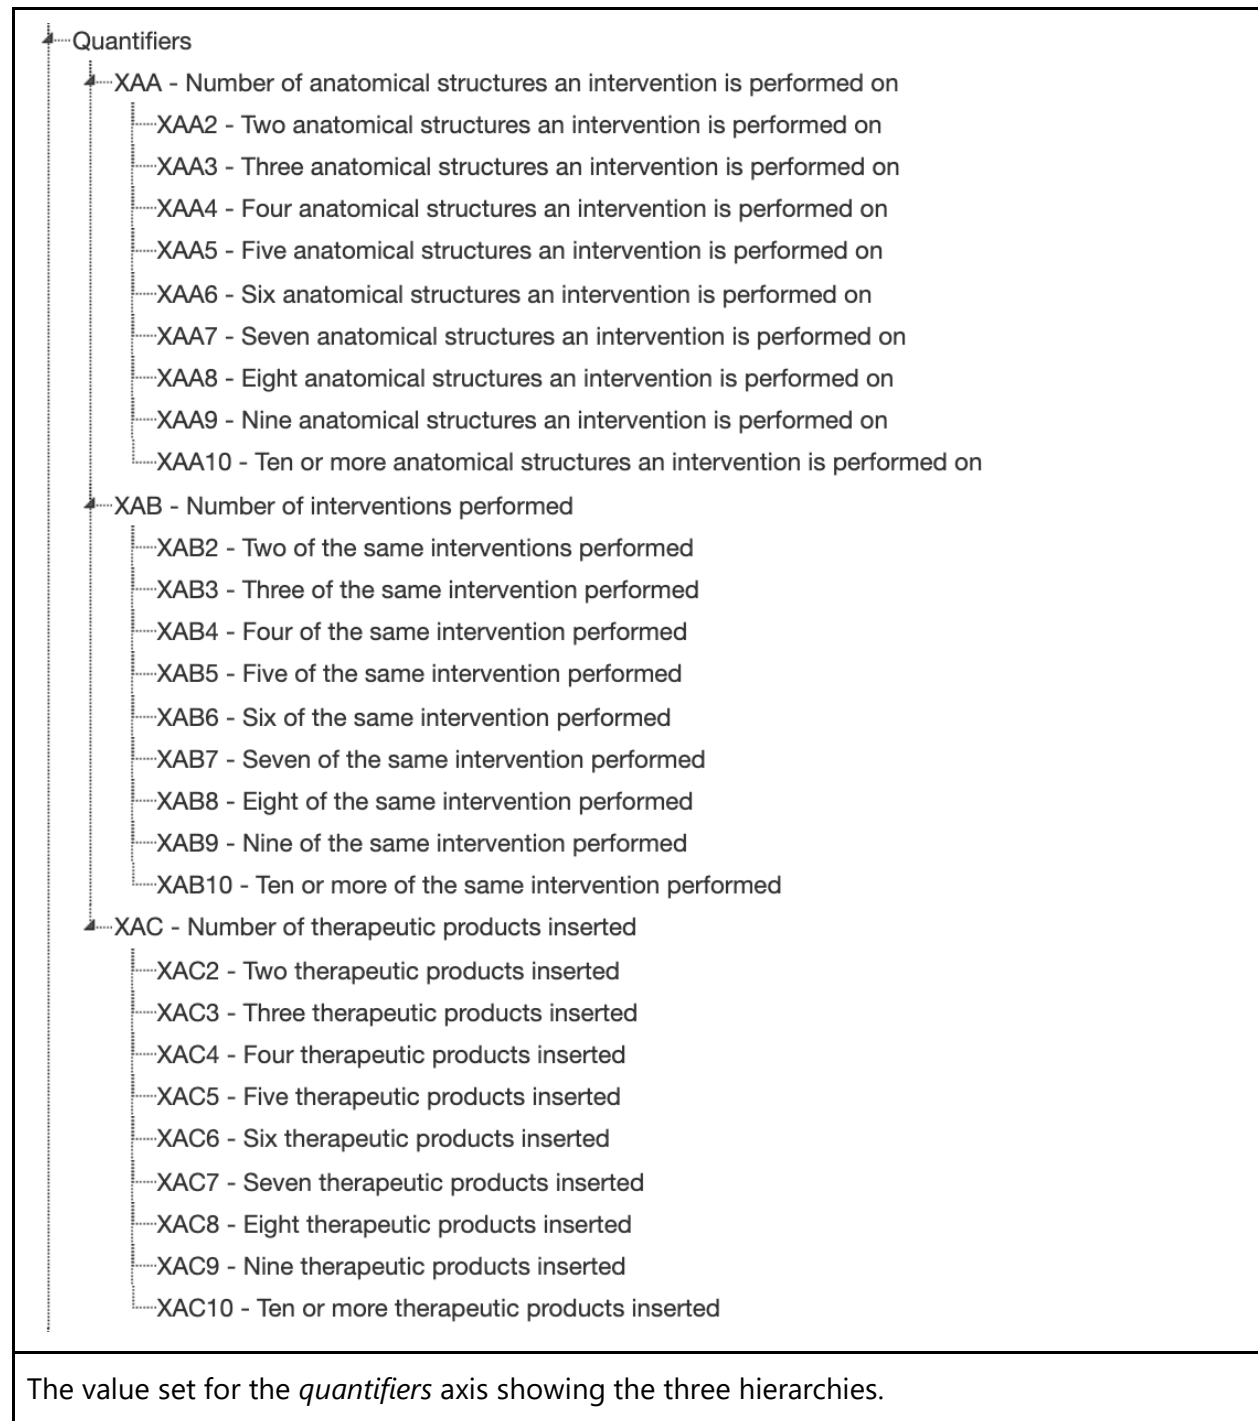 Quantifiers
XAA - Number of anatomical structures an intervention is performed on
XAA2 - Two anatomical structures an intervention is performed on
XAA3 - Three anatomical structures an intervention is performed on
XAA4 - Four anatomical structures an intervention is performed on
XAA5 - Five anatomical structures an intervention is performed on
XAA6 - Six anatomical structures an intervention is performed on
XAA7 - Seven anatomical structures an intervention is performed on
XAA8 - Eight anatomical structures an intervention is performed on
XAA9 - Nine anatomical structures an intervention is performed on
XAA10 - Ten or more anatomical structures an intervention is performed on
XAB - Number of interventions performed
XAB2 - Two of the same interventions performed
XAB3 - Three of the same intervention performed
XAB4 - Four of the same intervention performed
XAB5 - Five of the same intervention performed
XAB6 - Six of the same intervention performed
XAB7 - Seven of the same intervention performed
XAB8 - Eight of the same intervention performed
XAB9 - Nine of the same intervention performed
XAB10 - Ten or more of the same intervention performed
XAC - Number of therapeutic products inserted
XAC2 - Two therapeutic products inserted
XAC3 - Three therapeutic products inserted
XAC4 - Four therapeutic products inserted
XAC5 - Five therapeutic products inserted
XAC6 - Six therapeutic products inserted
XAC7 - Seven therapeutic products inserted
XAC8 - Eight therapeutic products inserted
XAC9 - Nine therapeutic products inserted
XAC10 - Ten or more therapeutic products inserted
The value set for the quantifiers axis showing the three hierarchies.